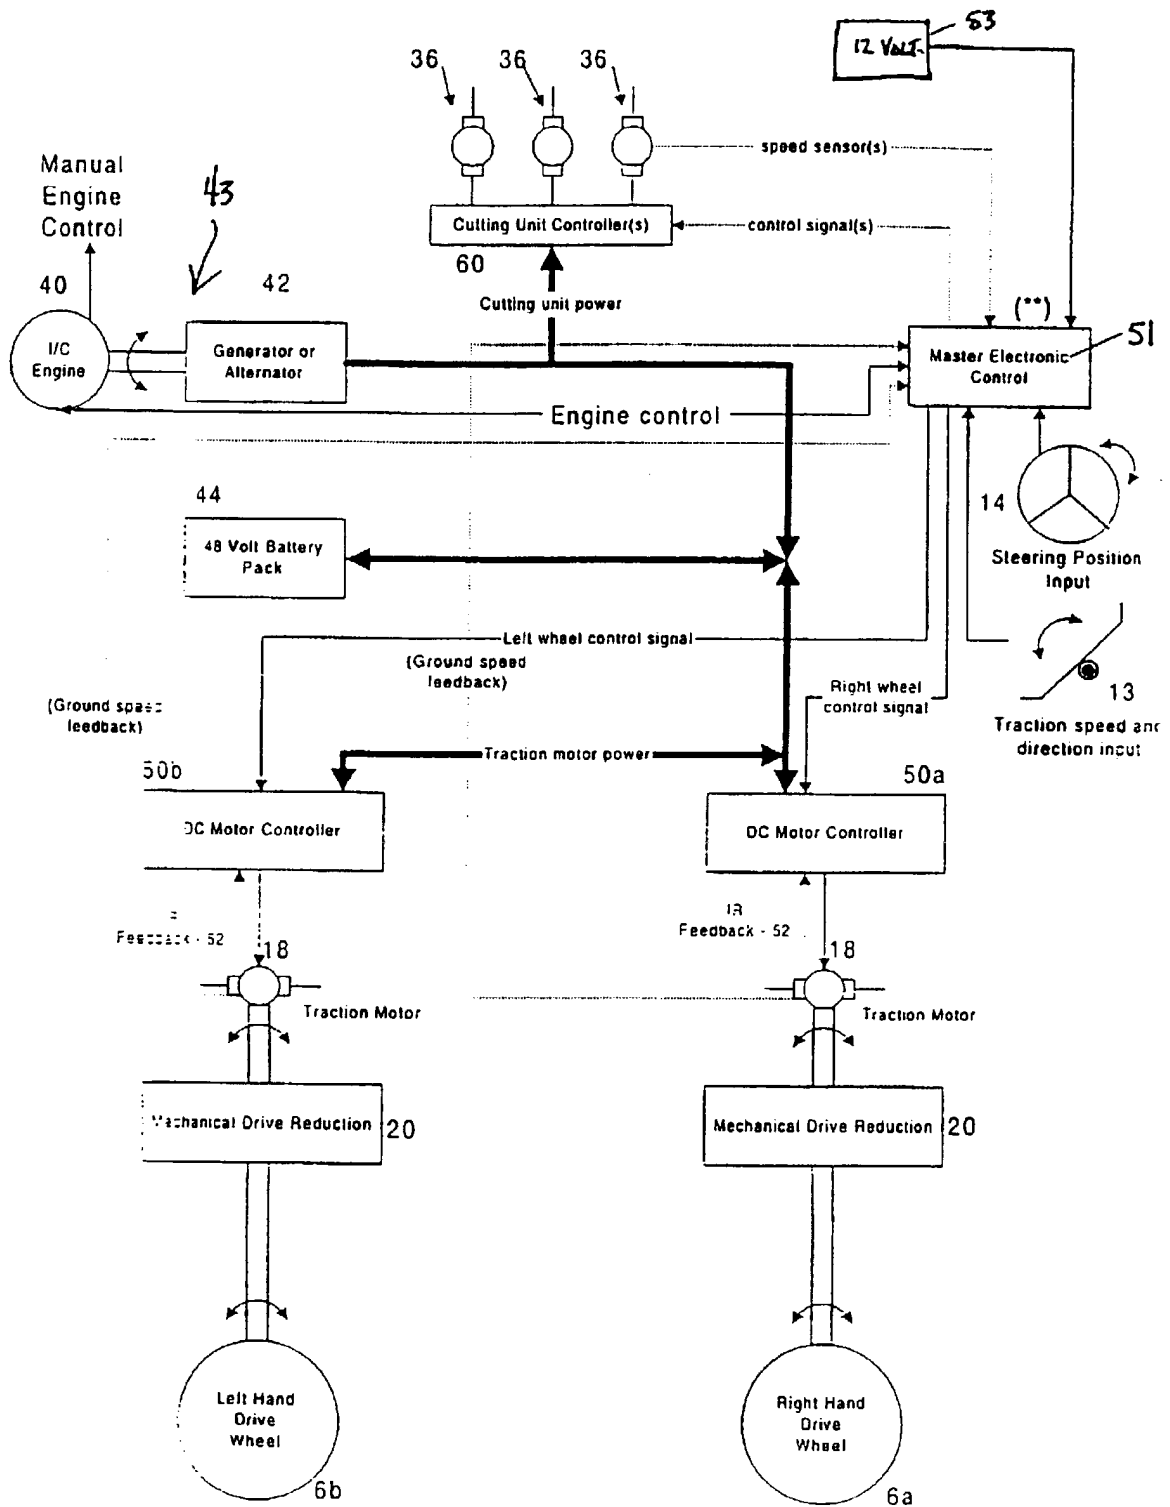 53
12 VOLT
36
36
36
speed sensor(s)
Manual
Engine
Control
43
Cutting Unit Controller(s)
control signal(s)
60
40
42
Cutting unit power
(**)
51
I/C
Engine
Generator or
Alternator
Master Electronic
Control
Engine control
44
14
48 Volt Battery
Pack
Steering Position
Input
Left wheel control signal
(Ground speed
feedback)
Right wheel
control signal
13
(Ground speed
feedback)
Traction speed and
direction input
Traction motor power
50b
50a
DC Motor Controller
DC Motor Controller
IR
Feedback - 52
Feedback - 52
18
18
Traction Motor
Traction Motor
Mechanical Drive Reduction
20
Mechanical Drive Reduction
20
Left Hand
Drive
Wheel
Right Hand
Drive
Wheel
6b
6a